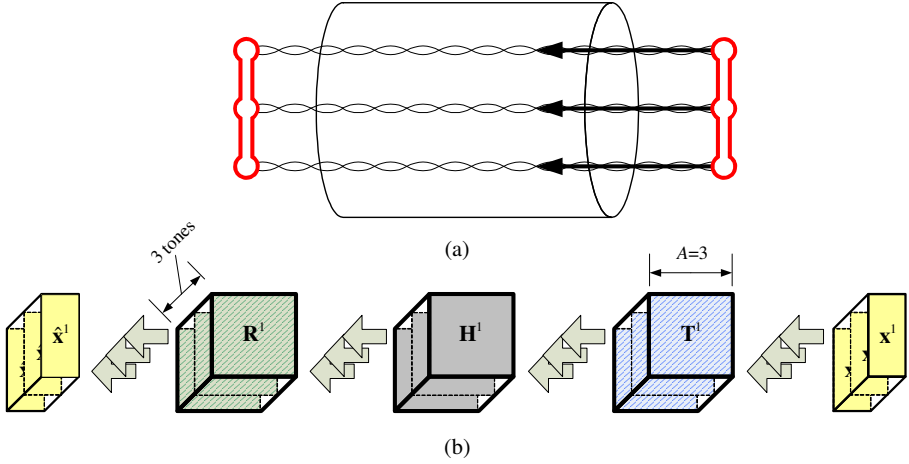 (a)
3 tones
A=3
x̂¹
R¹
H¹
T¹
x¹
(b)